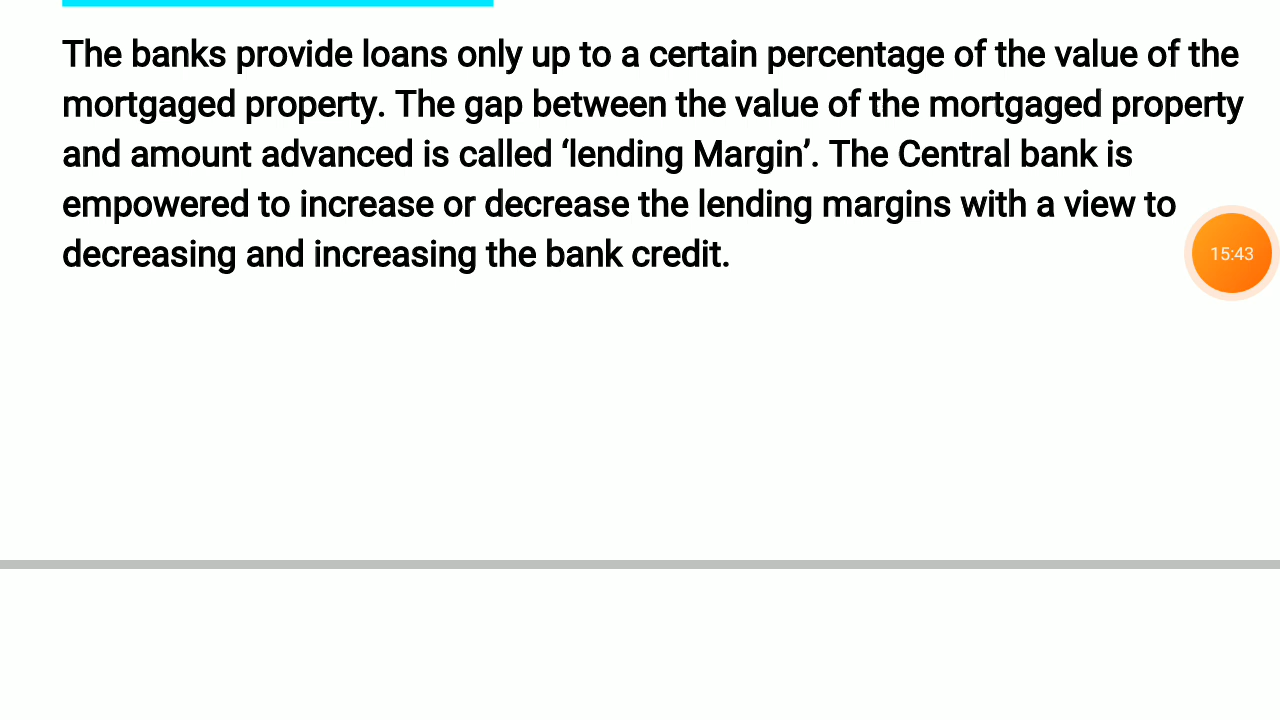 The banks provide loans only up to a certain percentage of the value of the
mortgaged property. The gap between the value of the mortgaged property
and amount advanced is called ‘lending Margin’. The Central bank is
empowered to increase or decrease the lending margins with a view to
decreasing and increasing the bank credit.
15:43